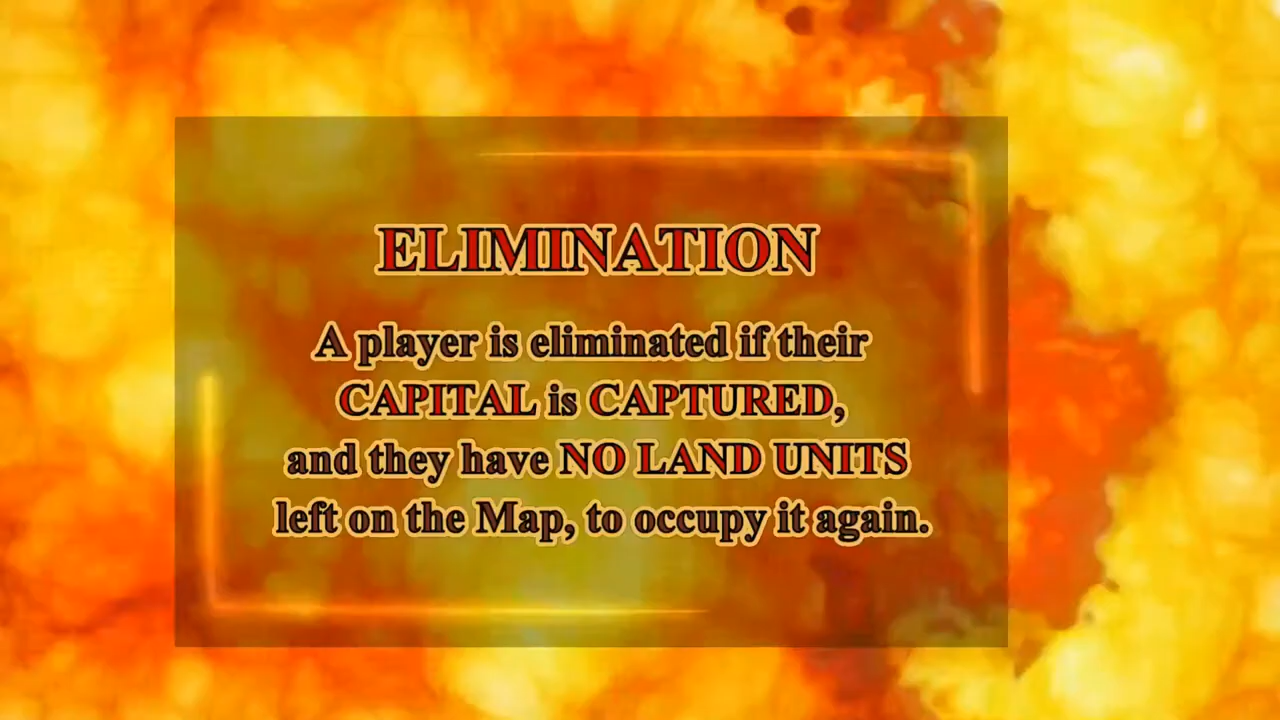 ELIMINATION
A player is eliminated if their
CAPITAL is CAPTURED,
and they have NO LAND UNITS
left on the Map, to occupy it again.